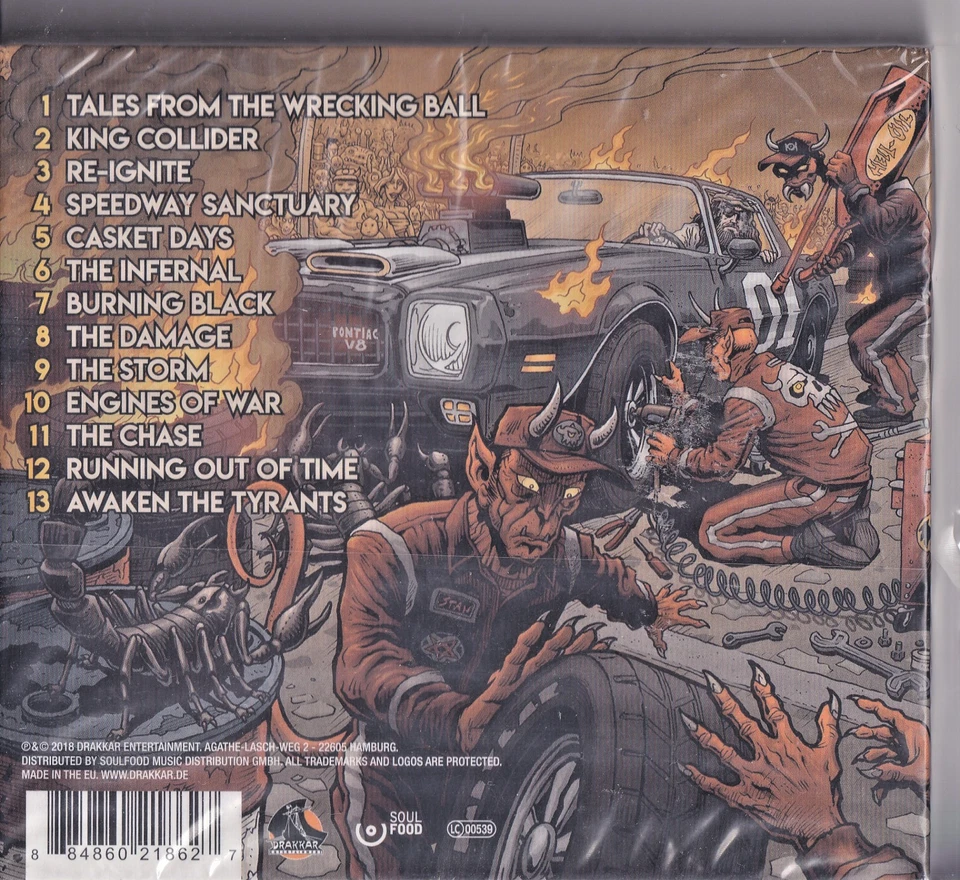 1 TALES FROM THE WRECKING BALL
2 KING COLLIDER
3 RE-IGNITE
4 SPEEDWAY SANCTUARY
5 CASKET DAYS
6 THE INFERNAL
7 BURNING BLACK
8 THE DAMAGE
9 THE STORM
10 ENGINES OF WAR
11 THE CHASE
12 RUNNING OUT OF TIME
13 AWAKEN THE TYRANTS
101
PONTIAC
V8
01
STAN
℗&© 2018 DRAKKAR ENTERTAINMENT. AGATHE-LASCH-WEG 2 - 22605 HAMBURG.
DISTRIBUTED BY SOULFOOD MUSIC DISTRIBUTION GMBH. ALL TRADEMARKS AND LOGOS ARE PROTECTED.
MADE IN THE EU. WWW.DRAKKAR.DE
8 84860 21862 7
DRAKKAR
ENTERTAINMENT
SOUL
FOOD
LC 00539